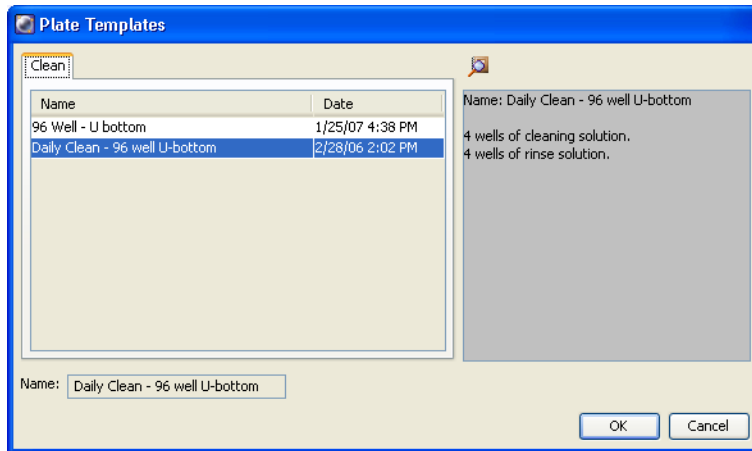 Plate Templates
Clean
Name Date
96 Well - U bottom 1/25/07 4:38 PM
Daily Clean - 96 well U-bottom 2/28/06 2:02 PM
Name: Daily Clean - 96 well U-bottom
4 wells of cleaning solution.
4 wells of rinse solution.
Name: Daily Clean - 96 well U-bottom
OK Cancel